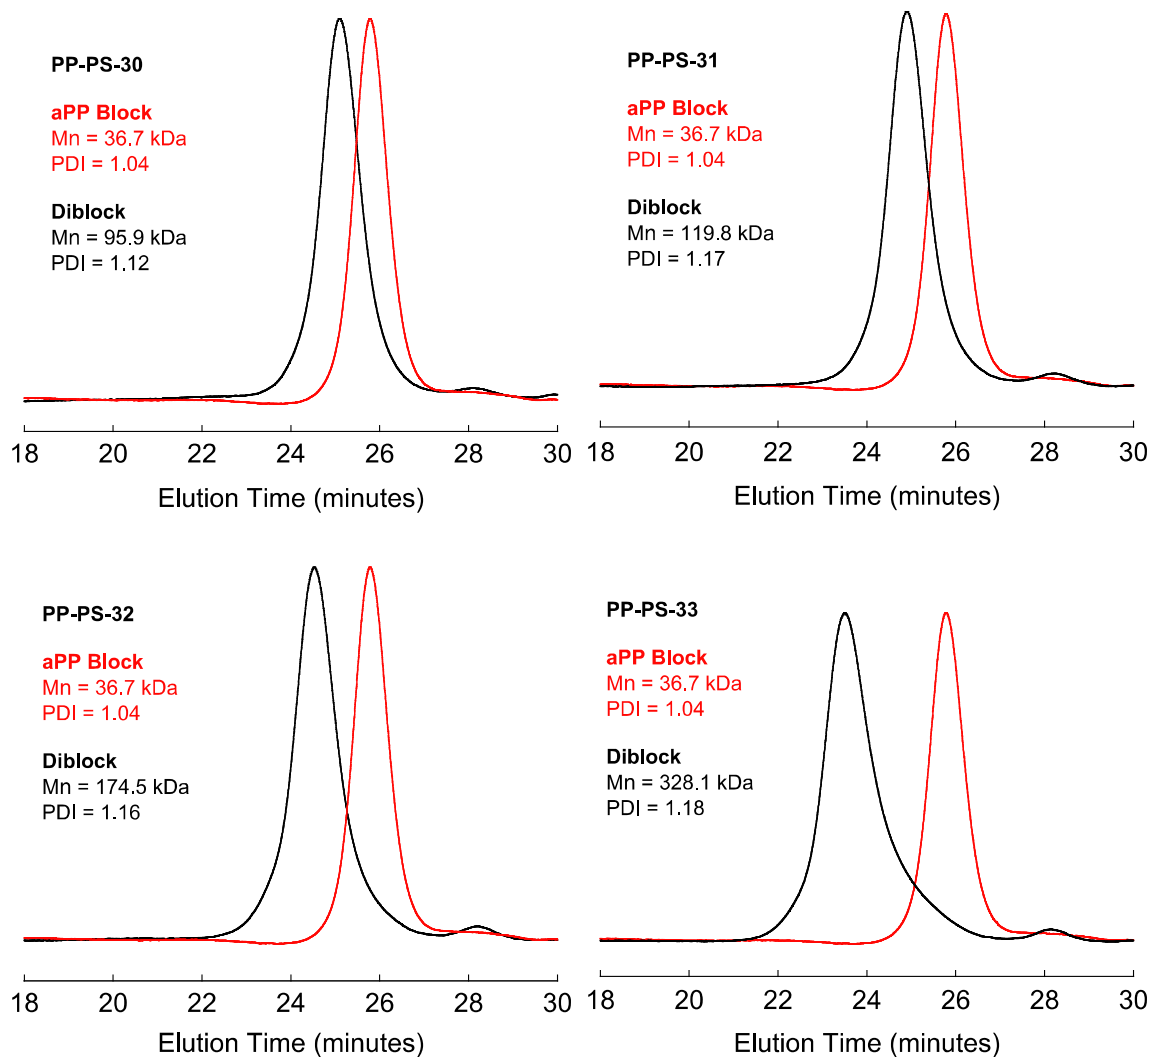 PP-PS-30
aPP Block
Mn = 36.7 kDa
PDI = 1.04
Diblock
Mn = 95.9 kDa
PDI = 1.12
18 20 22 24 26 28 30
Elution Time (minutes)
PP-PS-31
aPP Block
Mn = 36.7 kDa
PDI = 1.04
Diblock
Mn = 119.8 kDa
PDI = 1.17
18 20 22 24 26 28 30
Elution Time (minutes)
PP-PS-32
aPP Block
Mn = 36.7 kDa
PDI = 1.04
Diblock
Mn = 174.5 kDa
PDI = 1.16
18 20 22 24 26 28 30
Elution Time (minutes)
PP-PS-33
aPP Block
Mn = 36.7 kDa
PDI = 1.04
Diblock
Mn = 328.1 kDa
PDI = 1.18
18 20 22 24 26 28 30
Elution Time (minutes)